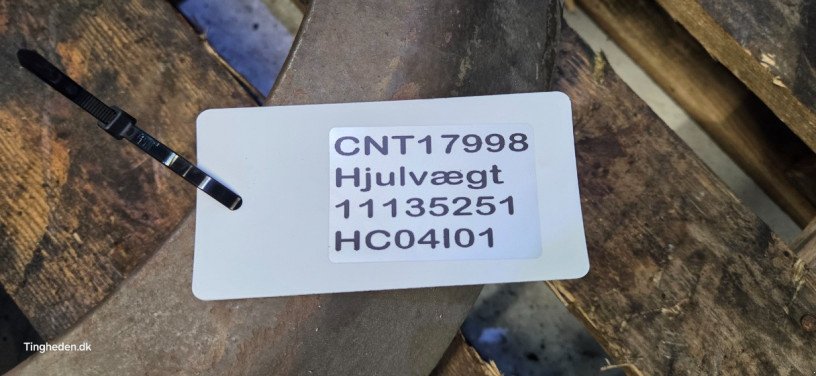 CNT17998
Hjulvægt
11135251
HC04I01
Tingheden.dk